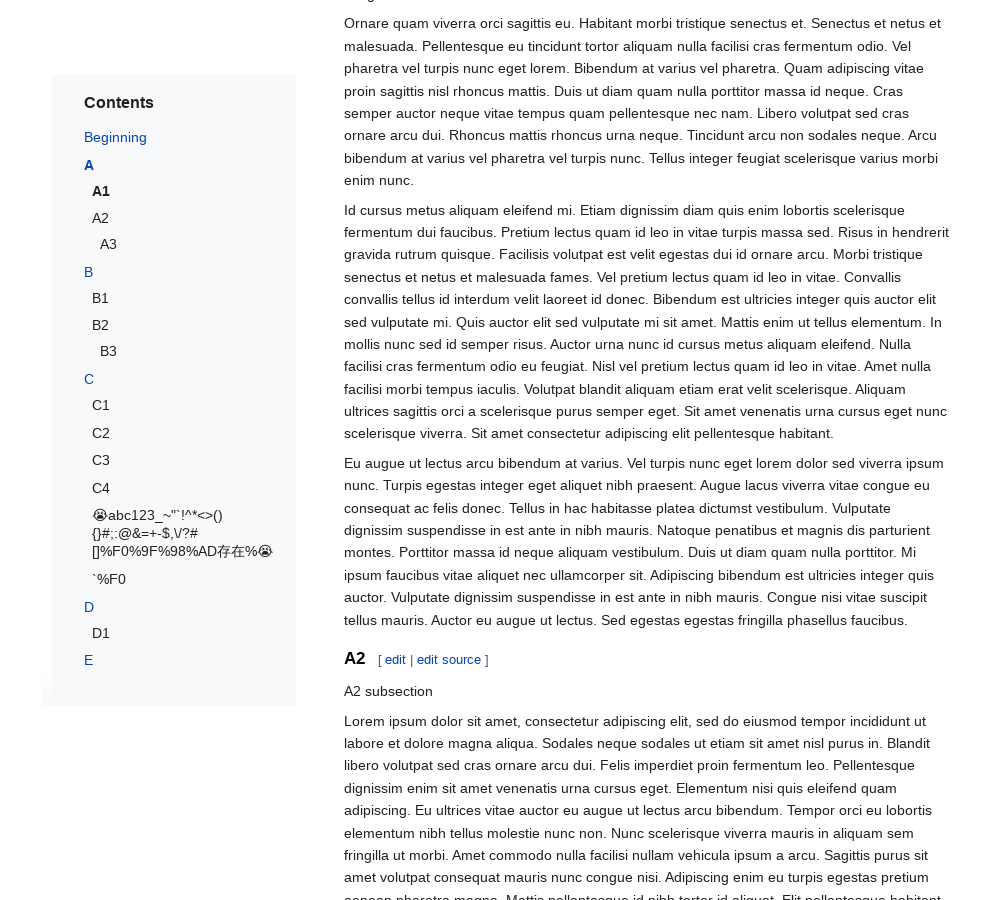 Contents
Beginning
A
A1
A2
A3
B
B1
B2
B3
C
C1
C2
C3
C4
😭abc123_~"`!^*<>()
{}#;:@&=+-$,\/?#
[]%F0%9F%98%AD存在%😭
`%F0
D
D1
E
Ornare quam viverra orci sagittis eu. Habitant morbi tristique senectus et. Senectus et netus et
malesuada. Pellentesque eu tincidunt tortor aliquam nulla facilisi cras fermentum odio. Vel
pharetra vel turpis nunc eget lorem. Bibendum at varius vel pharetra. Quam adipiscing vitae
proin sagittis nisl rhoncus mattis. Duis ut diam quam nulla porttitor massa id neque. Cras
semper auctor neque vitae tempus quam pellentesque nec nam. Libero volutpat sed cras
ornare arcu dui. Rhoncus mattis rhoncus urna neque. Tincidunt arcu non sodales neque. Arcu
bibendum at varius vel pharetra vel turpis nunc. Tellus integer feugiat scelerisque varius morbi
enim nunc.
Id cursus metus aliquam eleifend mi. Etiam dignissim diam quis enim lobortis scelerisque
fermentum dui faucibus. Pretium lectus quam id leo in vitae turpis massa sed. Risus in hendrerit
gravida rutrum quisque. Facilisis volutpat est velit egestas dui id ornare arcu. Morbi tristique
senectus et netus et malesuada fames. Vel pretium lectus quam id leo in vitae. Convallis
convallis tellus id interdum velit laoreet id donec. Bibendum est ultricies integer quis auctor elit
sed vulputate mi. Quis auctor elit sed vulputate mi sit amet. Mattis enim ut tellus elementum. In
mollis nunc sed id semper risus. Auctor urna nunc id cursus metus aliquam eleifend. Nulla
facilisi cras fermentum odio eu feugiat. Nisl vel pretium lectus quam id leo in vitae. Amet nulla
facilisi morbi tempus iaculis. Volutpat blandit aliquam etiam erat velit scelerisque. Aliquam
ultrices sagittis orci a scelerisque purus semper eget. Sit amet venenatis urna cursus eget nunc
scelerisque viverra. Sit amet consectetur adipiscing elit pellentesque habitant.
Eu augue ut lectus arcu bibendum at varius. Vel turpis nunc eget lorem dolor sed viverra ipsum
nunc. Turpis egestas integer eget aliquet nibh praesent. Augue lacus viverra vitae congue eu
consequat ac felis donec. Tellus in hac habitasse platea dictumst vestibulum. Vulputate
dignissim suspendisse in est ante in nibh mauris. Natoque penatibus et magnis dis parturient
montes. Porttitor massa id neque aliquam vestibulum. Duis ut diam quam nulla porttitor. Mi
ipsum faucibus vitae aliquet nec ullamcorper sit. Adipiscing bibendum est ultricies integer quis
auctor. Vulputate dignissim suspendisse in est ante in nibh mauris. Congue nisi vitae suscipit
tellus mauris. Auctor eu augue ut lectus. Sed egestas egestas fringilla phasellus faucibus.
A2 [ edit | edit source ]
A2 subsection
Lorem ipsum dolor sit amet, consectetur adipiscing elit, sed do eiusmod tempor incididunt ut
labore et dolore magna aliqua. Sodales neque sodales ut etiam sit amet nisl purus in. Blandit
libero volutpat sed cras ornare arcu dui. Felis imperdiet proin fermentum leo. Pellentesque
dignissim enim sit amet venenatis urna cursus eget. Elementum nisi quis eleifend quam
adipiscing. Eu ultrices vitae auctor eu augue ut lectus arcu bibendum. Tempor orci eu lobortis
elementum nibh tellus molestie nunc non. Nunc scelerisque viverra mauris in aliquam sem
fringilla ut morbi. Amet commodo nulla facilisi nullam vehicula ipsum a arcu. Sagittis purus sit
amet volutpat consequat mauris nunc congue nisi. Adipiscing enim eu turpis egestas pretium
aenean pharetra magna. Mattis pellentesque id nibh tortor id aliquet. Elit pellentesque habitant